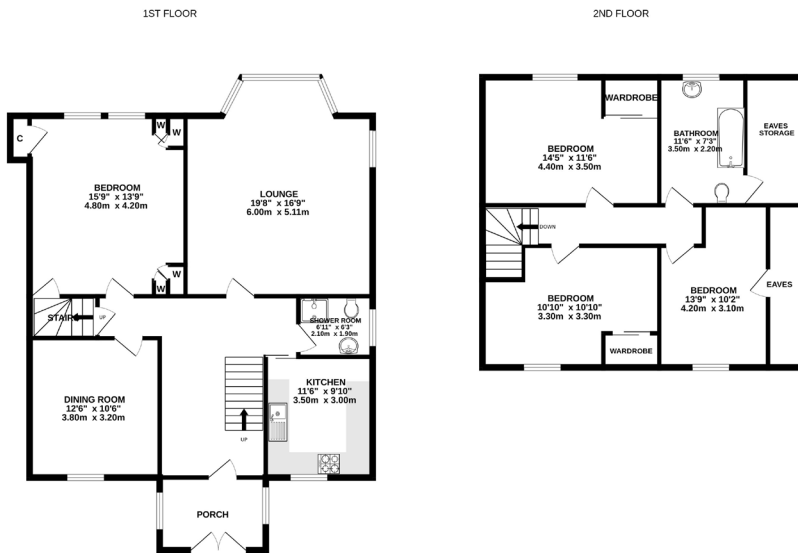 1ST FLOOR
2ND FLOOR
C
W
W
BEDROOM
15'9" x 13'9"
4.80m x 4.20m
W
W
LOUNGE
19'8" x 16'9"
6.00m x 5.11m
STAIR
UP
SHOWER ROOM
6'11" x 6'3"
2.10m x 1.90m
DINING ROOM
12'6" x 10'6"
3.80m x 3.20m
UP
KITCHEN
11'6" x 9'10"
3.50m x 3.00m
PORCH
BEDROOM
14'5" x 11'6"
4.40m x 3.50m
WARDROBE
BATHROOM
11'6" x 7'3"
3.50m x 2.20m
EAVES
STORAGE
DOWN
BEDROOM
10'10" x 10'10"
3.30m x 3.30m
WARDROBE
BEDROOM
13'9" x 10'2"
4.20m x 3.10m
EAVES